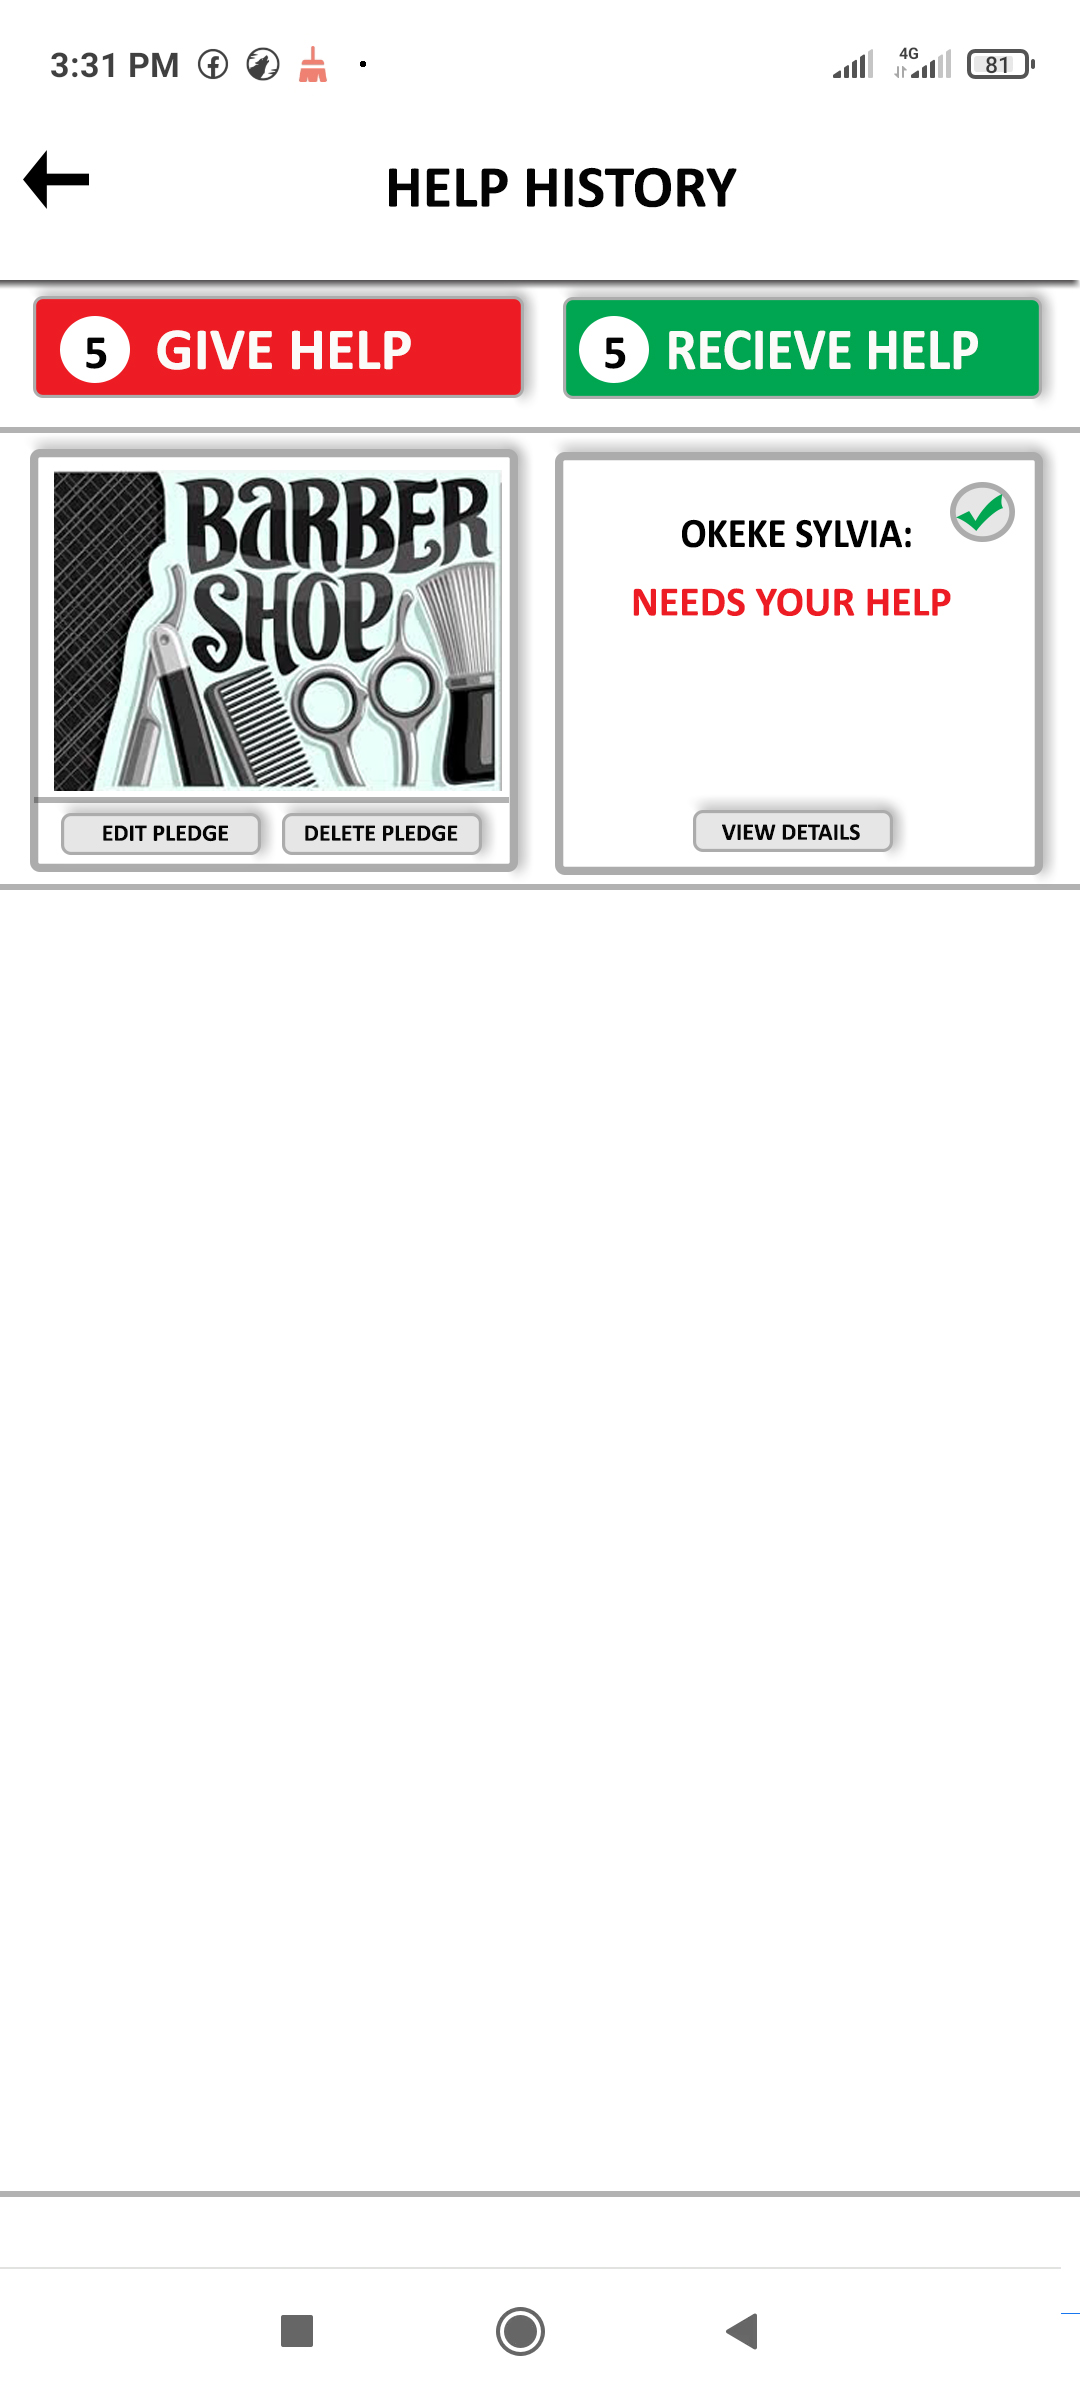 3:31 PM
4G
81
HELP HISTORY
5 GIVE HELP
5 RECIEVE HELP
BARBER
SHOP
OKEKE SYLVIA:
NEEDS YOUR HELP
EDIT PLEDGE
DELETE PLEDGE
VIEW DETAILS